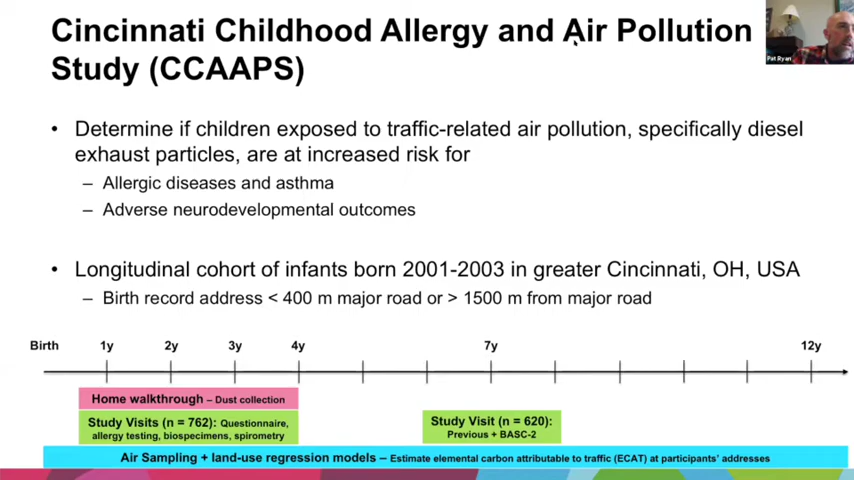 Cincinnati Childhood Allergy and Air Pollution
Study (CCAAPS)
Pat Ryan
• Determine if children exposed to traffic-related air pollution, specifically diesel
exhaust particles, are at increased risk for
– Allergic diseases and asthma
– Adverse neurodevelopmental outcomes
• Longitudinal cohort of infants born 2001-2003 in greater Cincinnati, OH, USA
– Birth record address < 400 m major road or > 1500 m from major road
Birth 1y 2y 3y 4y 7y 12y
Home walkthrough – Dust collection
Study Visits (n = 762): Questionnaire,
allergy testing, biospecimens, spirometry
Study Visit (n = 620):
Previous + BASC-2
Air Sampling + land-use regression models – Estimate elemental carbon attributable to traffic (ECAT) at participants' addresses